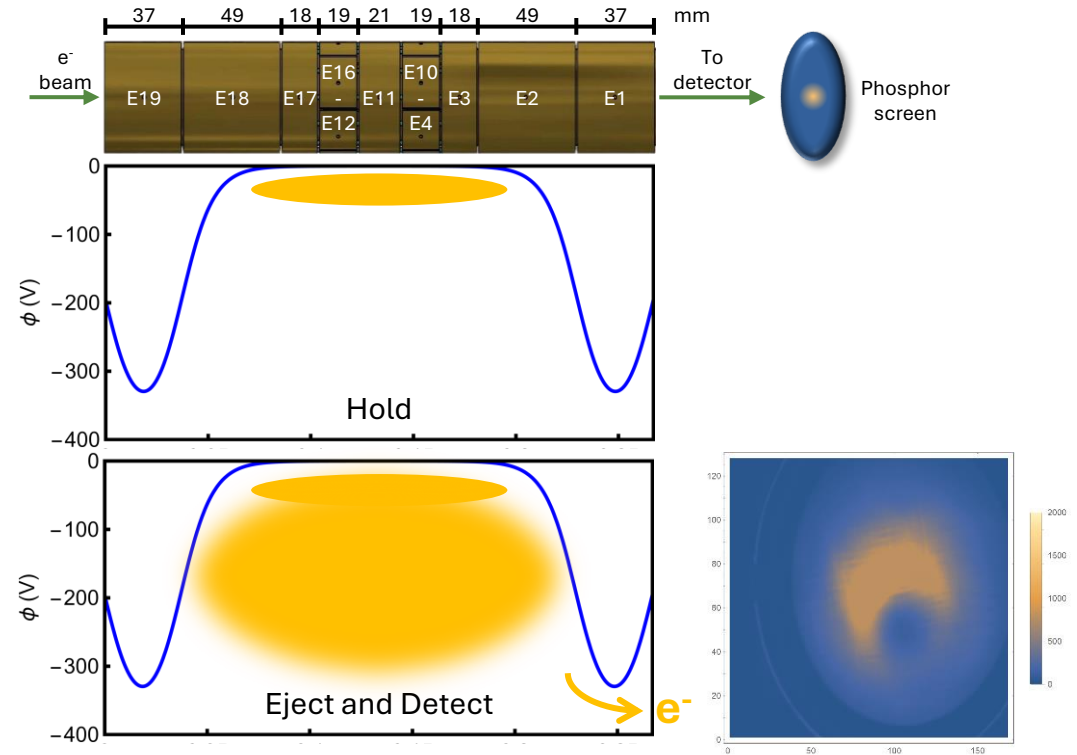 37 49 18 19 21 19 18 49 37 mm
e-
beam
E19 E18 E17 E16 - E12 E11 E10 - E4 E3 E2 E1
To
detector
Phosphor
screen
0
−100
−200
−300
−400
ϕ (V)
Hold
0
−100
−200
−300
−400
ϕ (V)
Eject and Detect
e-
120
100
80
60
40
20
0
0 50 100 150
2000
1500
1000
500
0